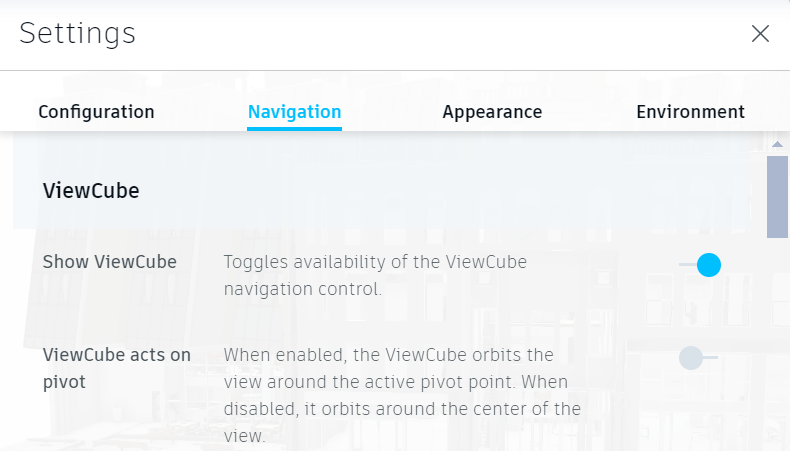 Settings
Configuration Navigation Appearance Environment
ViewCube
Show ViewCube
Toggles availability of the ViewCube
navigation control.
ViewCube acts on
pivot
When enabled, the ViewCube orbits the
view around the active pivot point. When
disabled, it orbits around the center of the
view.